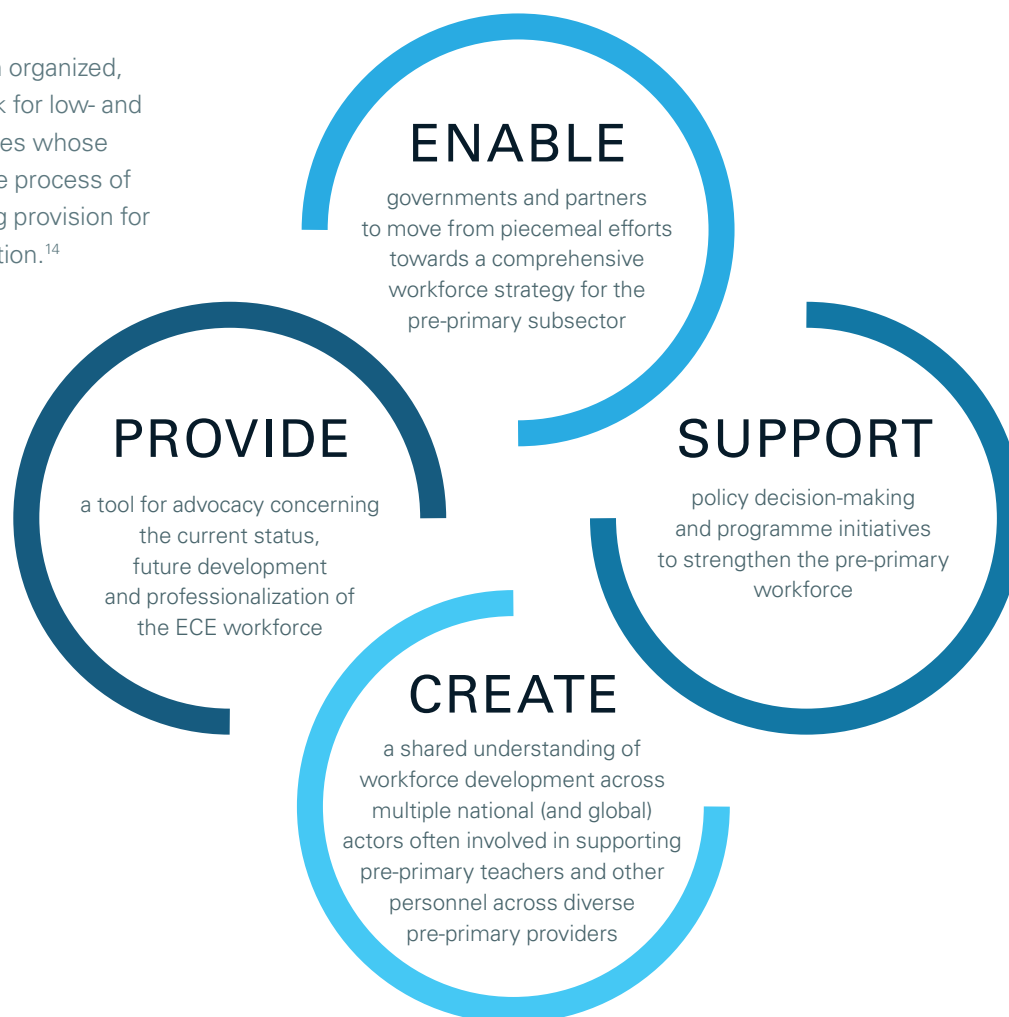 organized,
for low- and
whose
process of
provision for
14
ENABLE
governments and partners
to move from piecemeal efforts
towards a comprehensive
workforce strategy for the
pre-primary subsector
PROVIDE
a tool for advocacy concerning
the current status,
future development
and professionalization of
the ECE workforce
SUPPORT
policy decision-making
and programme initiatives
to strengthen the pre-primary
workforce
CREATE
a shared understanding of
workforce development across
multiple national (and global)
actors often involved in supporting
pre-primary teachers and other
personnel across diverse
pre-primary providers